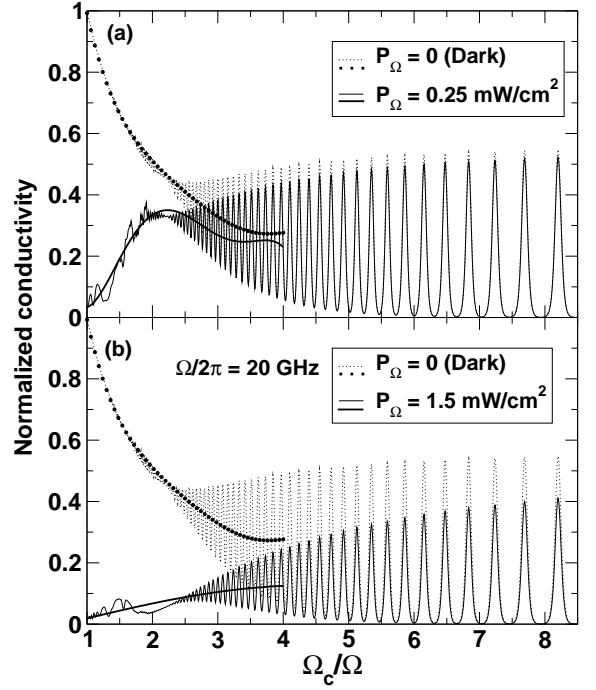 1
(a)
P_Ω = 0 (Dark)
P_Ω = 0.25 mW/cm²
0.8
0.6
0.4
0.2
0
Normalized conductivity
(b)
Ω/2π = 20 GHz
P_Ω = 0 (Dark)
P_Ω = 1.5 mW/cm²
0.8
0.6
0.4
0.2
0
1 2 3 4 5 6 7 8
Ω_c/Ω